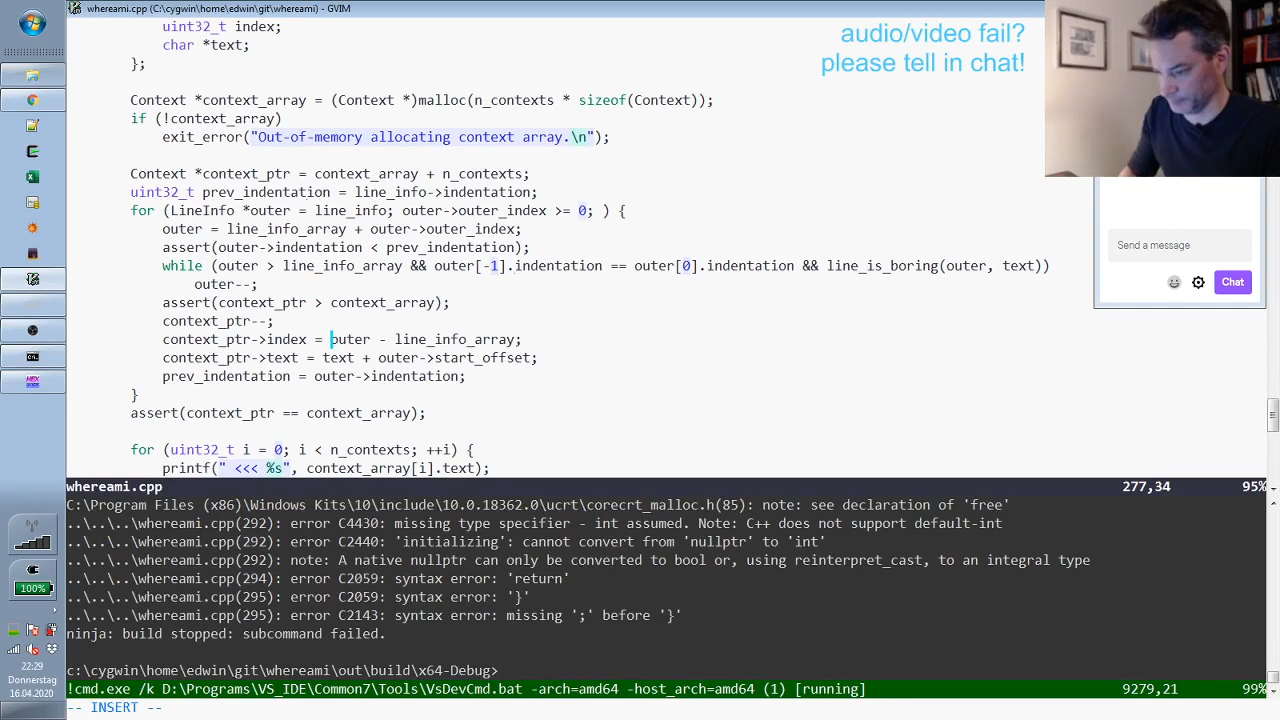 whereami.cpp (C:\cygwin\home\edwin\git\whereami) - GVIM
audio/video fail?
please tell in chat!
uint32_t index;
char *text;
};
Context *context_array = (Context *)malloc(n_contexts * sizeof(Context));
if (!context_array)
exit_error("Out-of-memory allocating context array.\n");
Context *context_ptr = context_array + n_contexts;
uint32_t prev_indentation = line_info->indentation;
for (LineInfo *outer = line_info; outer->outer_index >= 0; ) {
outer = line_info_array + outer->outer_index;
assert(outer->indentation < prev_indentation);
while (outer > line_info_array && outer[-1].indentation == outer[0].indentation && line_is_boring(outer, text))
outer--;
assert(context_ptr > context_array);
context_ptr--;
context_ptr->index = outer - line_info_array;
context_ptr->text = text + outer->start_offset;
prev_indentation = outer->indentation;
}
assert(context_ptr == context_array);
for (uint32_t i = 0; i < n_contexts; ++i) {
printf(" <<< %s", context_array[i].text);
Send a message
Chat
whereami.cpp 277,34 95%
C:\Program Files (x86)\Windows Kits\10\include\10.0.18362.0\ucrt\corecrt_malloc.h(85): note: see declaration of 'free'
..\..\..\whereami.cpp(292): error C4430: missing type specifier - int assumed. Note: C++ does not support default-int
..\..\..\whereami.cpp(292): error C2440: 'initializing': cannot convert from 'nullptr' to 'int'
..\..\..\whereami.cpp(292): note: A native nullptr can only be converted to bool or, using reinterpret_cast, to an integral type
..\..\..\whereami.cpp(294): error C2059: syntax error: 'return'
..\..\..\whereami.cpp(295): error C2059: syntax error: '}'
..\..\..\whereami.cpp(295): error C2143: syntax error: missing ';' before '}'
ninja: build stopped: subcommand failed.
c:\cygwin\home\edwin\git\whereami\out\build\x64-Debug>
!cmd.exe /k D:\Programs\VS_IDE\Common7\Tools\VsDevCmd.bat -arch=amd64 -host_arch=amd64 (1) [running] 9279,21 99%
-- INSERT --
100%
22:29
Donnerstag
16.04.2020